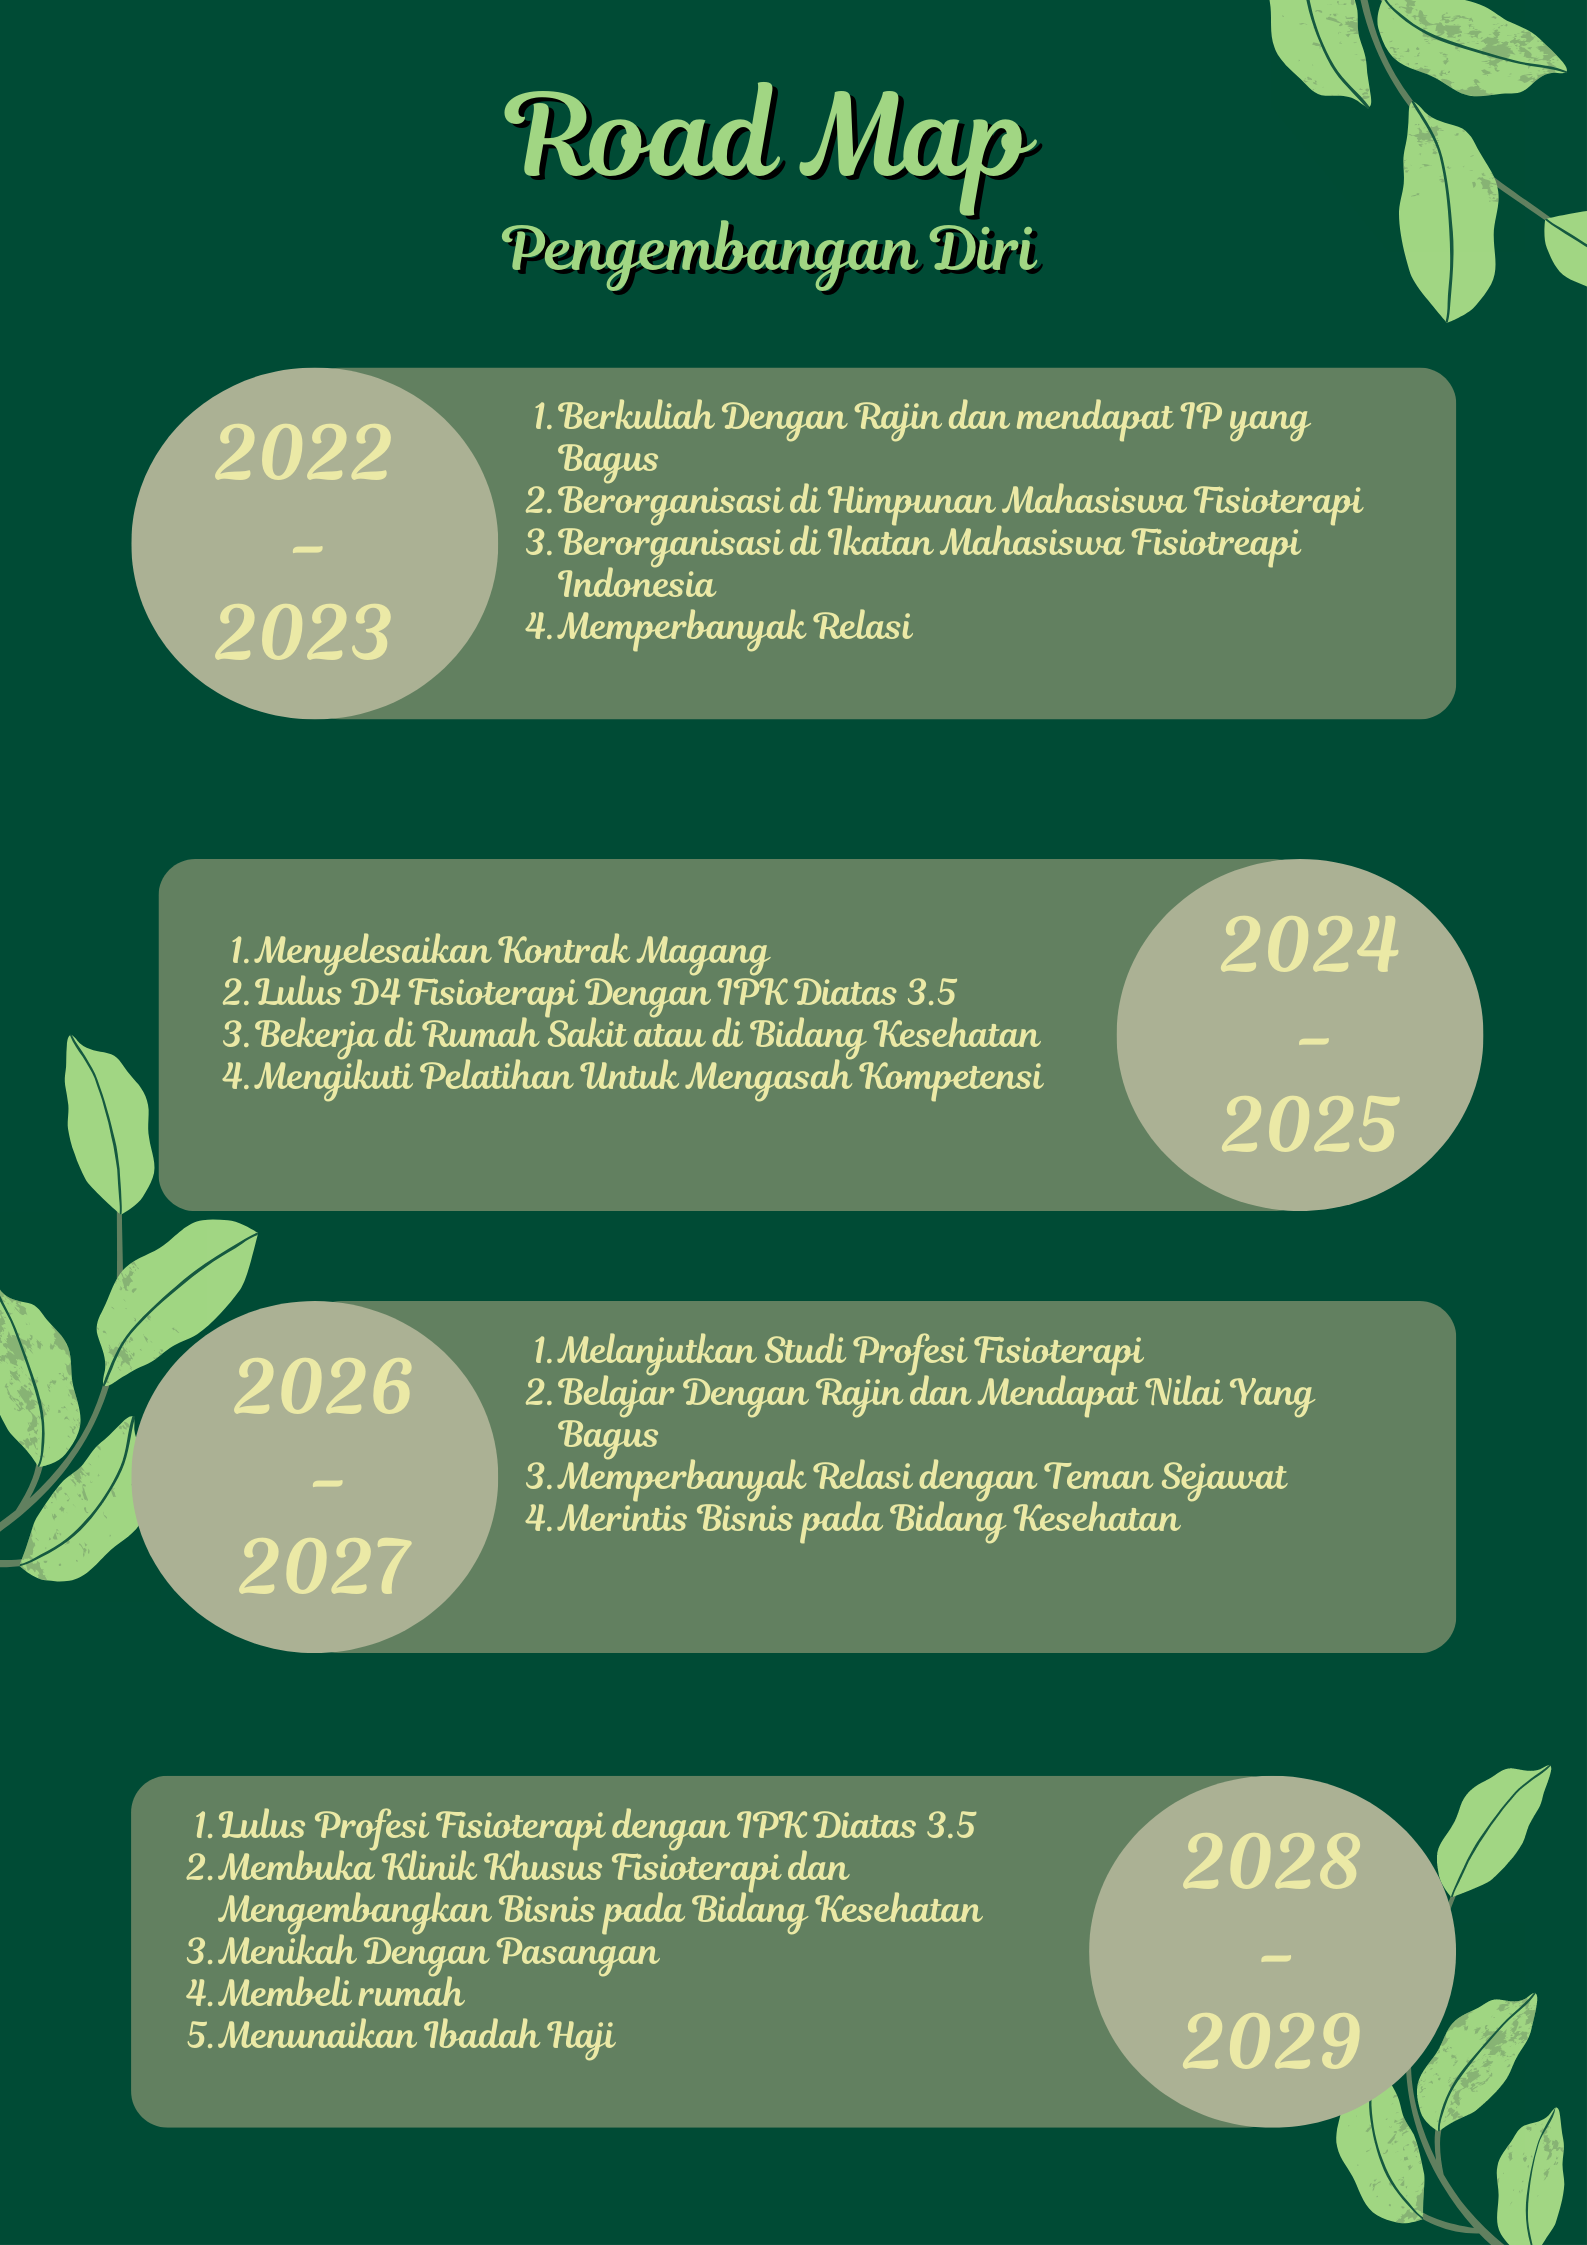 Road Map
Pengembangan Diri
2022
-
2023
1. Berkuliah Dengan Rajin dan mendapat IP yang
Bagus
2. Berorganisasi di Himpunan Mahasiswa Fisioterapi
3. Berorganisasi di Ikatan Mahasiswa Fisiotreapi
Indonesia
4. Memperbanyak Relasi
1. Menyelesaikan Kontrak Magang
2. Lulus D4 Fisioterapi Dengan IPK Diatas 3.5
3. Bekerja di Rumah Sakit atau di Bidang Kesehatan
4. Mengikuti Pelatihan Untuk Mengasah Kompetensi
2024
-
2025
2026
-
2027
1. Melanjutkan Studi Profesi Fisioterapi
2. Belajar Dengan Rajin dan Mendapat Nilai Yang
Bagus
3. Memperbanyak Relasi dengan Teman Sejawat
4. Merintis Bisnis pada Bidang Kesehatan
1. Lulus Profesi Fisioterapi dengan IPK Diatas 3.5
2. Membuka Klinik Khusus Fisioterapi dan
Mengembangkan Bisnis pada Bidang Kesehatan
3. Menikah Dengan Pasangan
4. Membeli rumah
5. Menunaikan Ibadah Haji
2028
-
2029